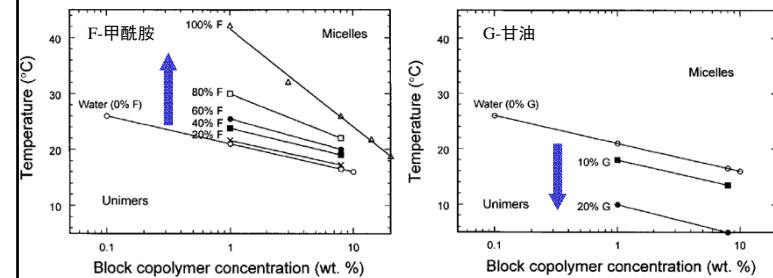 F-甲酰胺
100% F
Micelles
80% F
60% F
40% F
20% F
Water (0% F)
Unimers
Temperature (°C)
40
30
20
10
0.1
1
10
Block copolymer concentration (wt. %)
G-甘油
Micelles
Water (0% G)
10% G
20% G
Unimers
Temperature (°C)
40
30
20
10
0.1
1
10
Block copolymer concentration (wt. %)